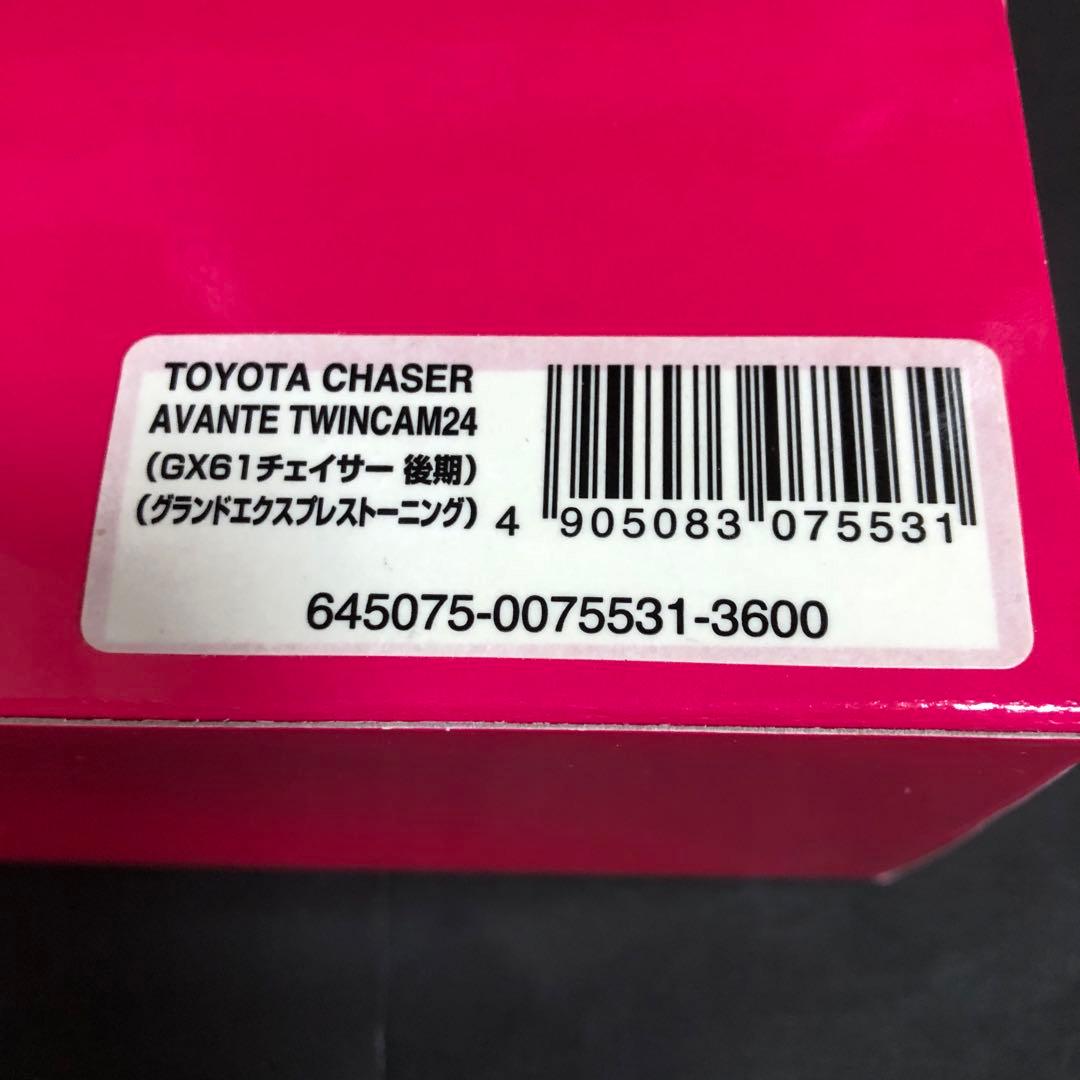 TOYOTA CHASER
AVANTE TWINCAM24
(GX61チェイサー 後期)
(グランドエクスプレストーニング)
4 905083 075531
645075-0075531-3600